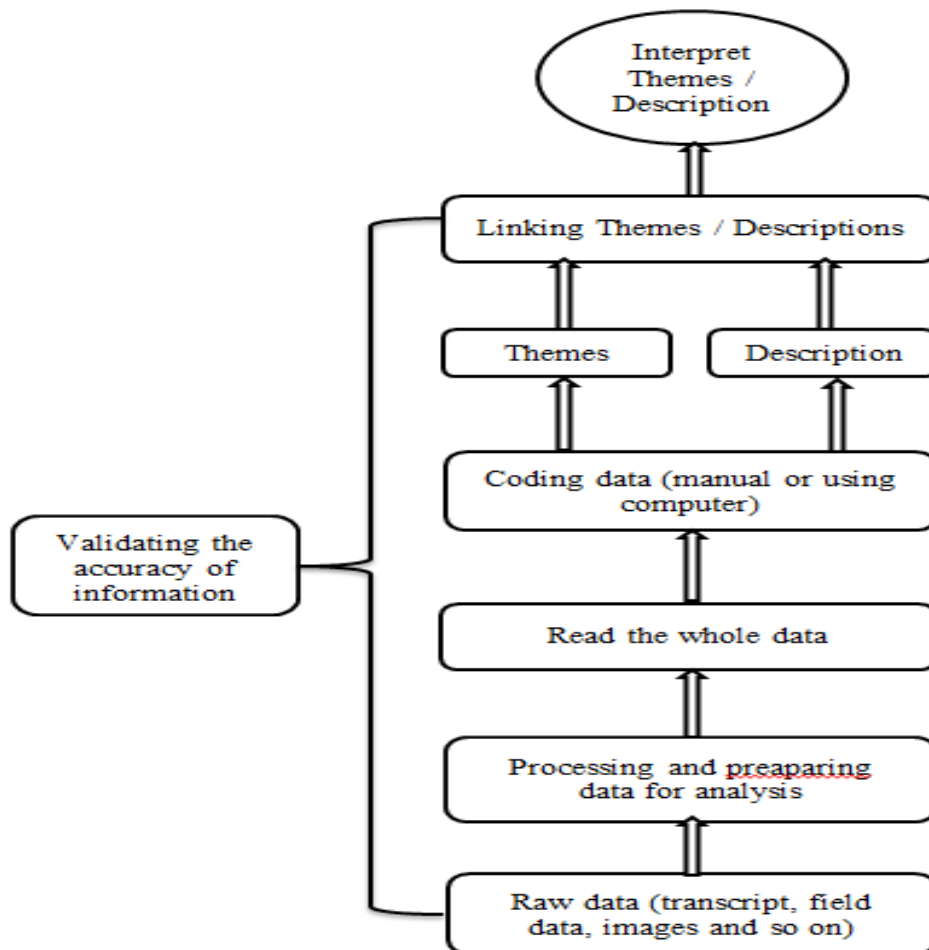 Interpret
Themes /
Description
Linking Themes / Descriptions
Themes
Description
Coding data (manual or using
computer)
Validating the
accuracy of
information
Read the whole data
Processing and preaparing
data for analysis
Raw data (transcript, field
data, images and so on)